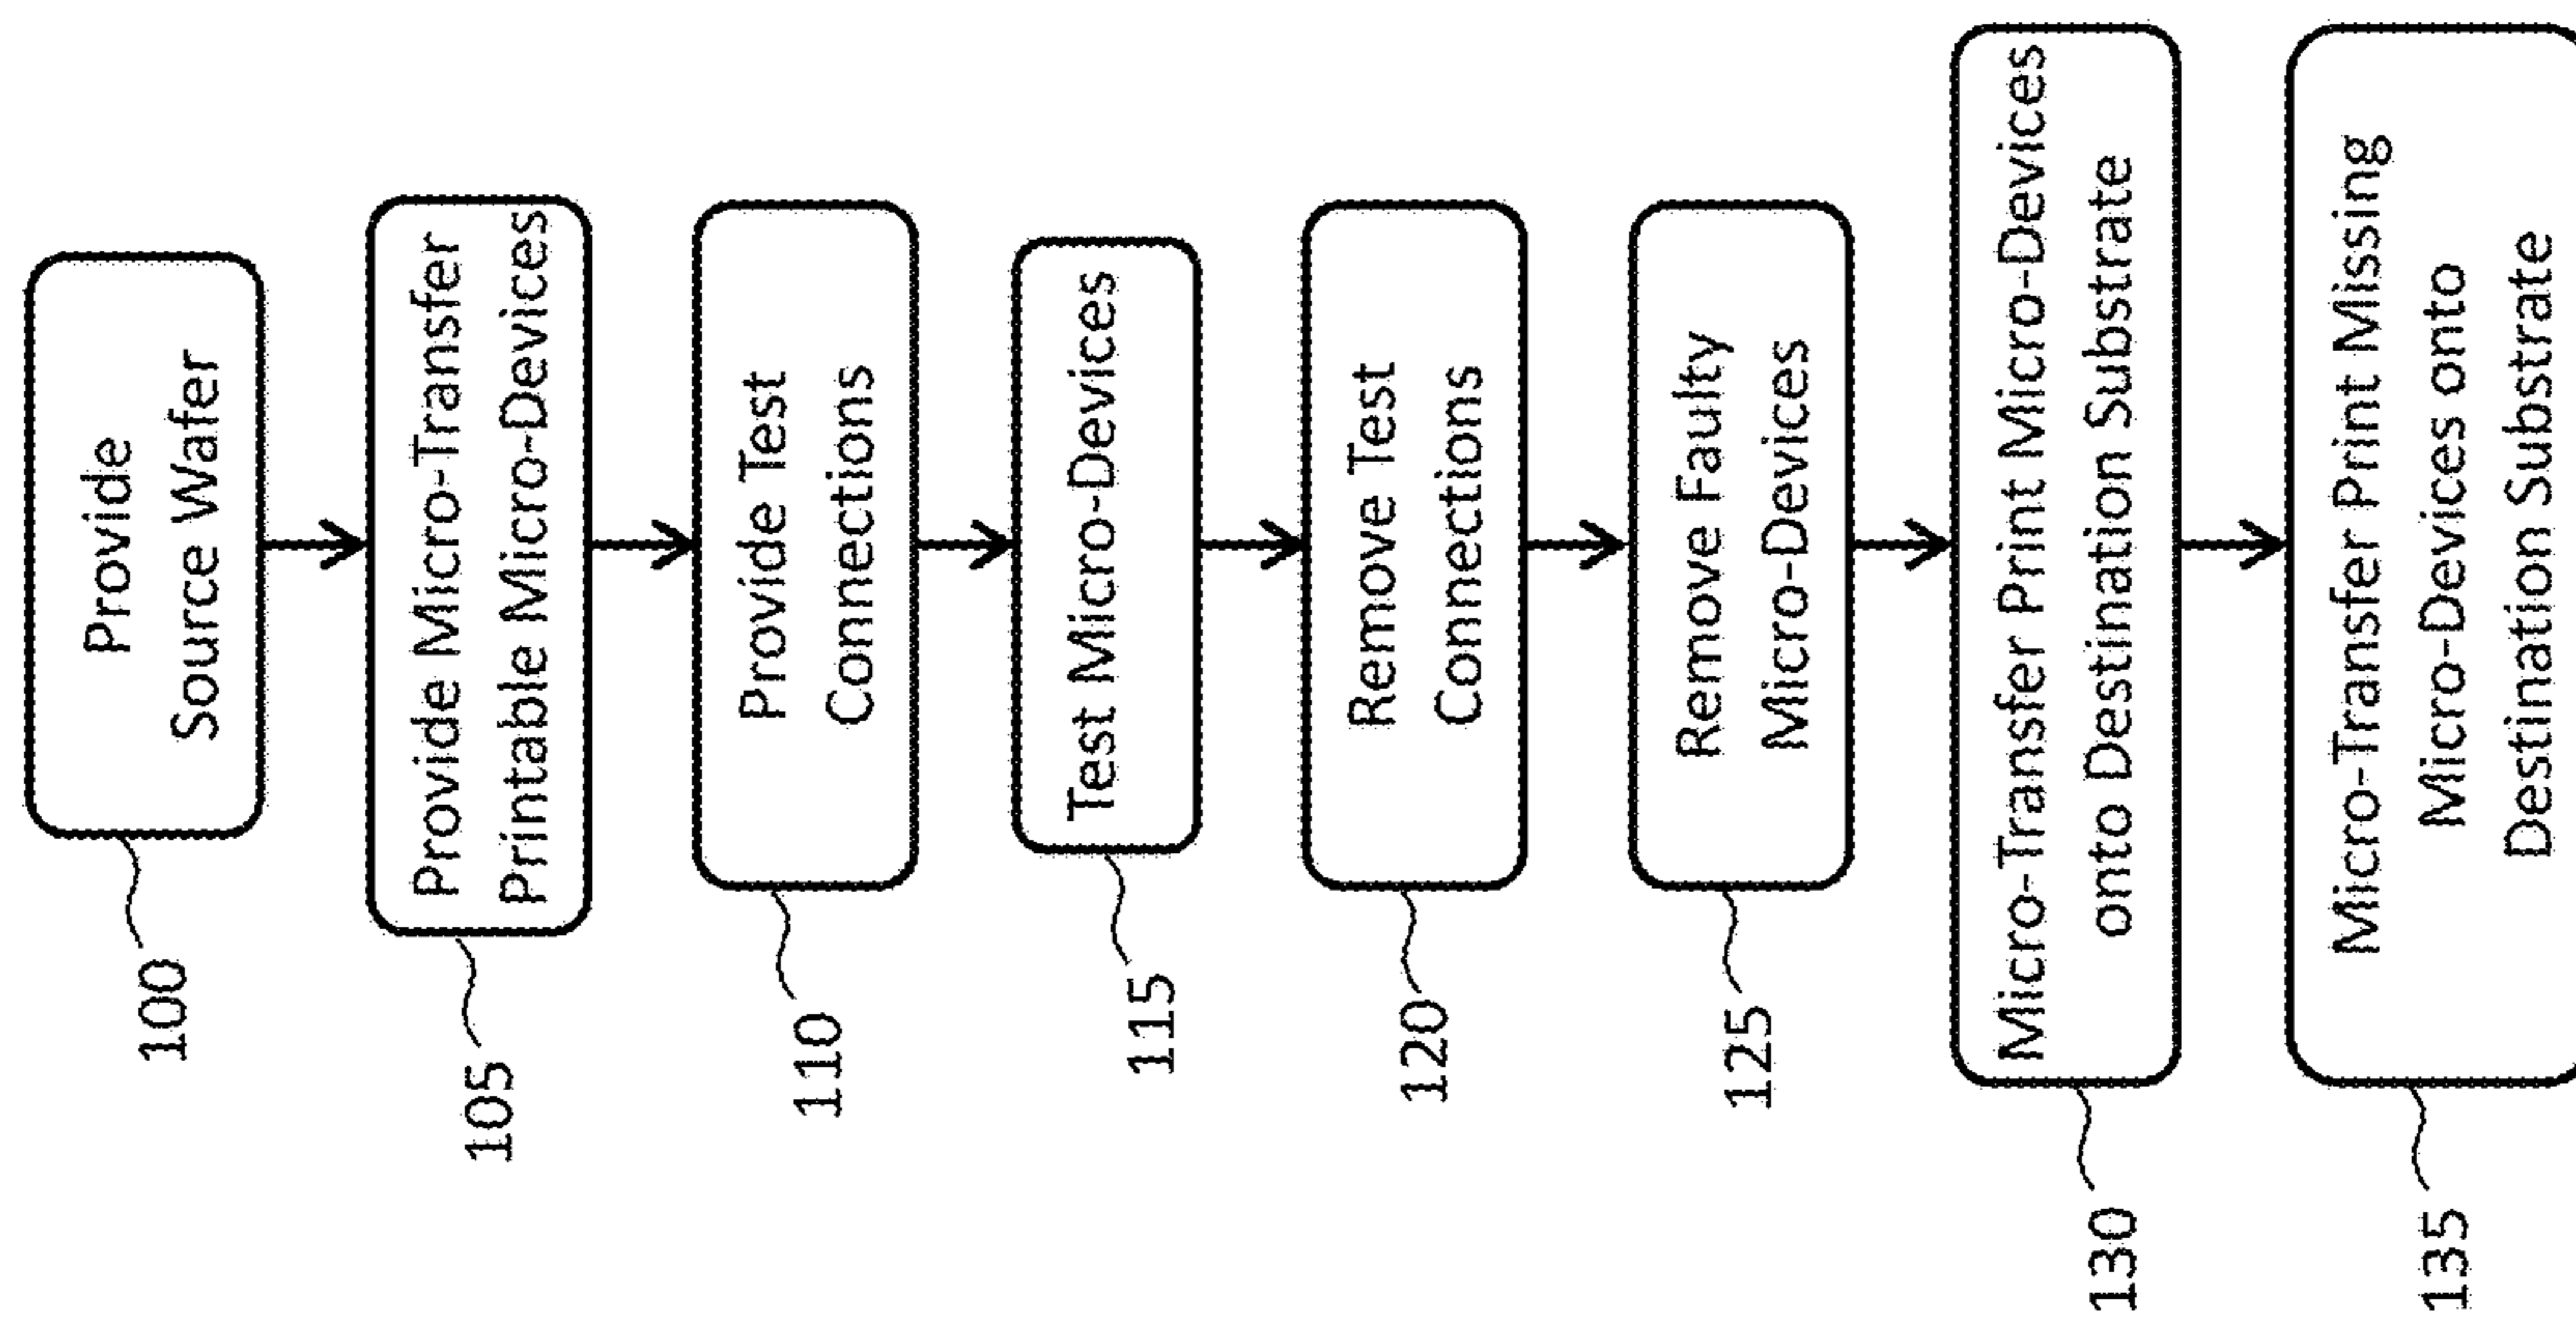 100
Provide
Source Wafer
105
Provide Micro-Transfer
Printable Micro-Devices
110
Provide Test
Connections
115
Test Micro-Devices
120
Remove Test
Connections
125
Remove Faulty
Micro-Devices
130
Micro-Transfer Print Micro-Devices
onto Destination Substrate
135
Micro-Transfer Print Missing
Micro-Devices onto
Destination Substrate